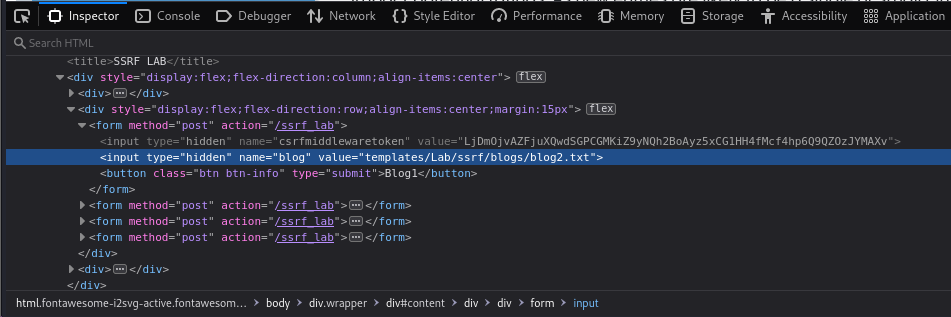 Inspector Console Debugger Network Style Editor Performance Memory Storage Accessibility Application
Search HTML
<title>SSRF LAB</title>
<div style="display:flex;flex-direction:column;align-items:center"> flex
<div> ··· </div>
<div style="display:flex;flex-direction:row;align-items:center;margin:15px"> flex
<form method="post" action="/ssrf_lab">
<input type="hidden" name="csrfmiddlewaretoken" value="LjDmOjvAZFjuXQwdSGPCGMKiZ9yNQh2BoAyz5xCG1HH4fMcf4hp6Q9QZOzJYMAXv">
<input type="hidden" name="blog" value="templates/Lab/ssrf/blogs/blog2.txt">
<button class="btn btn-info" type="submit">Blog1</button>
</form>
<form method="post" action="/ssrf_lab"> ··· </form>
<form method="post" action="/ssrf_lab"> ··· </form>
<form method="post" action="/ssrf_lab"> ··· </form>
</div>
<div> ··· </div>
</div>
html.fontawesome-i2svg-active.fontawesom… > body > div.wrapper > div#content > div > div > form > input